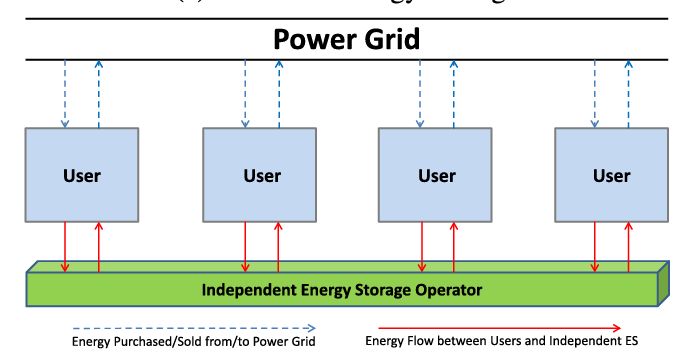 Power Grid
User User User User
Independent Energy Storage Operator
Energy Purchased/Sold from/to Power Grid Energy Flow between Users and Independent ES